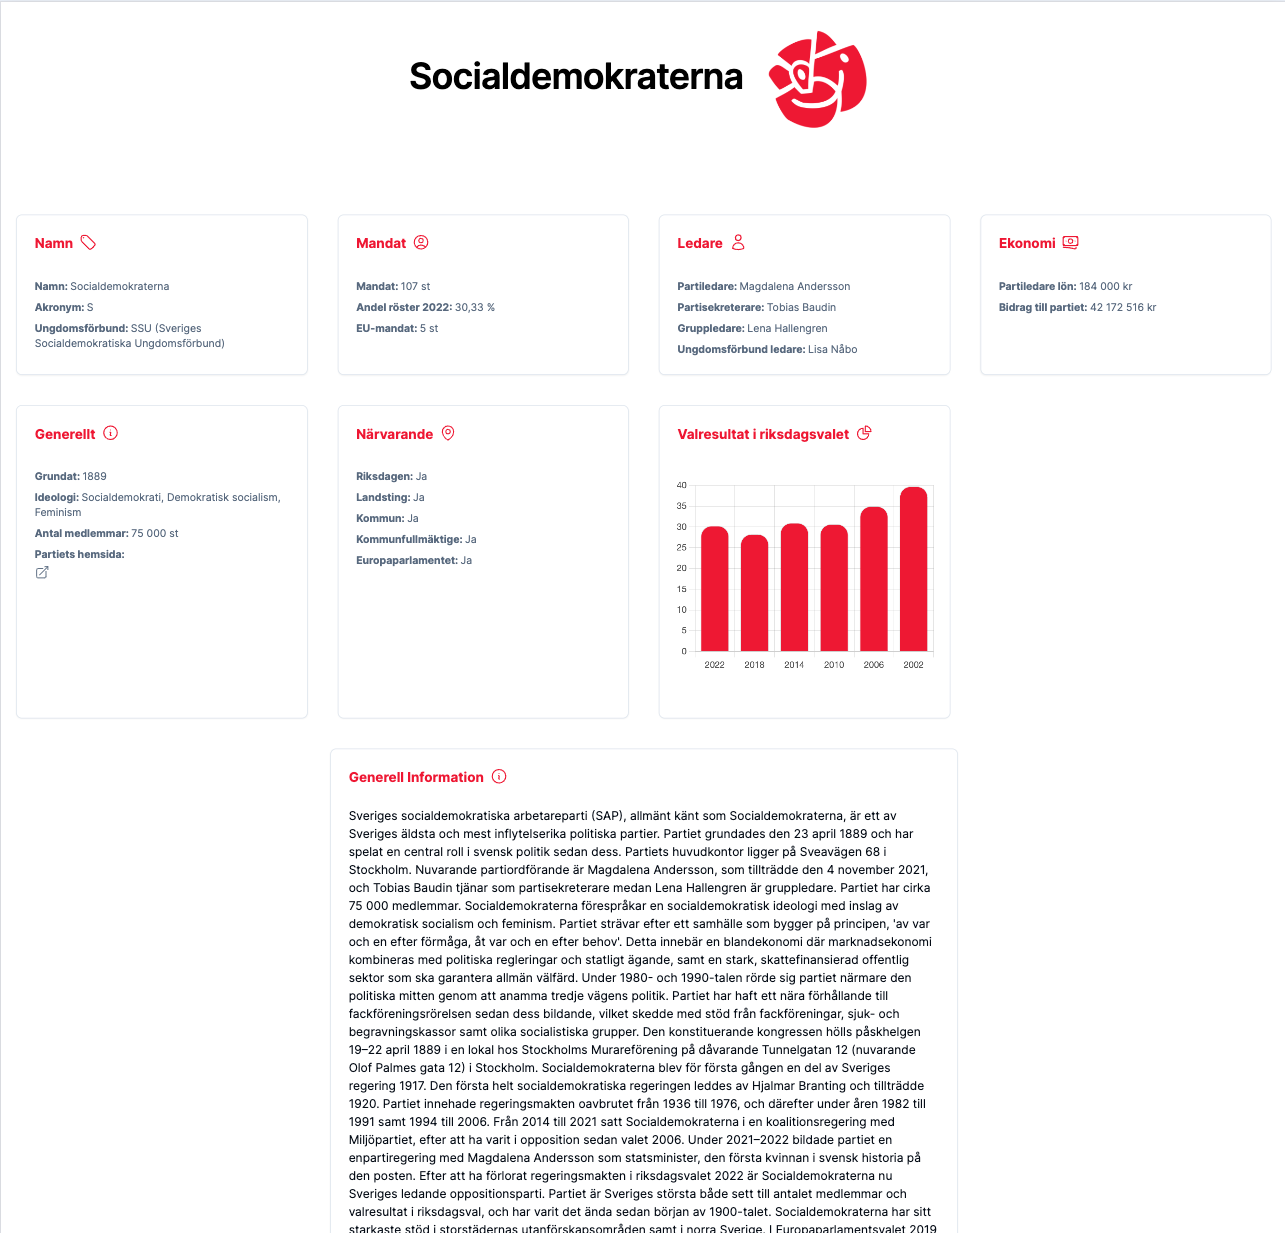 Socialdemokraterna
Namn
Namn: Socialdemokraterna
Akronym: S
Ungdomsförbund: SSU (Sveriges
Socialdemokratiska Ungdomsförbund)
Mandat
Mandat: 107 st
Andel röster 2022: 30,33 %
EU-mandat: 5 st
Ledare
Partiledare: Magdalena Andersson
Partisekreterare: Tobias Baudin
Gruppledare: Lena Hallengren
Ungdomsförbund ledare: Lisa Nåbo
Ekonomi
Partiledare lön: 184 000 kr
Bidrag till partiet: 42 172 516 kr
Generellt
Grundat: 1889
Ideologi: Socialdemokrati, Demokratisk socialism,
Feminism
Antal medlemmar: 75 000 st
Partiets hemsida:
Närvarande
Riksdagen: Ja
Landsting: Ja
Kommun: Ja
Kommunfullmäktige: Ja
Europaparlamentet: Ja
Valresultat i riksdagsvalet
40
35
30
25
20
15
10
5
0
2022 2018 2014 2010 2006 2002
Generell Information
Sveriges socialdemokratiska arbetareparti (SAP), allmänt känt som Socialdemokraterna, är ett av
Sveriges äldsta och mest inflytelserika politiska partier. Partiet grundades den 23 april 1889 och har
spelat en central roll i svensk politik sedan dess. Partiets huvudkontor ligger på Sveavägen 68 i
Stockholm. Nuvarande partiordförande är Magdalena Andersson, som tillträdde den 4 november 2021,
och Tobias Baudin tjänar som partisekreterare medan Lena Hallengren är gruppledare. Partiet har cirka
75 000 medlemmar. Socialdemokraterna förespråkar en socialdemokratisk ideologi med inslag av
demokratisk socialism och feminism. Partiet strävar efter ett samhälle som bygger på principen, 'av var
och en efter förmåga, åt var och en efter behov'. Detta innebär en blandekonomi där marknadsekonomi
kombineras med politiska regleringar och statligt ägande, samt en stark, skattefinansierad offentlig
sektor som ska garantera allmän välfärd. Under 1980- och 1990-talen rörde sig partiet närmare den
politiska mitten genom att anamma tredje vägens politik. Partiet har haft ett nära förhållande till
fackföreningsrörelsen sedan dess bildande, vilket skedde med stöd från fackföreningar, sjuk- och
begravningskassor samt olika socialistiska grupper. Den konstituerande kongressen hölls påskhelgen
19–22 april 1889 i en lokal hos Stockholms Murareförening på dåvarande Tunnelgatan 12 (nuvarande
Olof Palmes gata 12) i Stockholm. Socialdemokraterna blev för första gången en del av Sveriges
regering 1917. Den första helt socialdemokratiska regeringen leddes av Hjalmar Branting och tillträdde
1920. Partiet innehade regeringsmakten oavbrutet från 1936 till 1976, och därefter under åren 1982 till
1991 samt 1994 till 2006. Från 2014 till 2021 satt Socialdemokraterna i en koalitionsregering med
Miljöpartiet, efter att ha varit i opposition sedan valet 2006. Under 2021–2022 bildade partiet en
enpartiregering med Magdalena Andersson som statsminister, den första kvinnan i svensk historia på
den posten. Efter att ha förlorat regeringsmakten i riksdagsvalet 2022 är Socialdemokraterna nu
Sveriges ledande oppositionsparti. Partiet är Sveriges största både sett till antalet medlemmar och
valresultat i riksdagsval, och har varit det ända sedan början av 1900-talet. Socialdemokraterna har sitt
starkaste stöd i storstädernas utanförskapsområden samt i norra Sverige. I Europaparlamentsvalet 2019